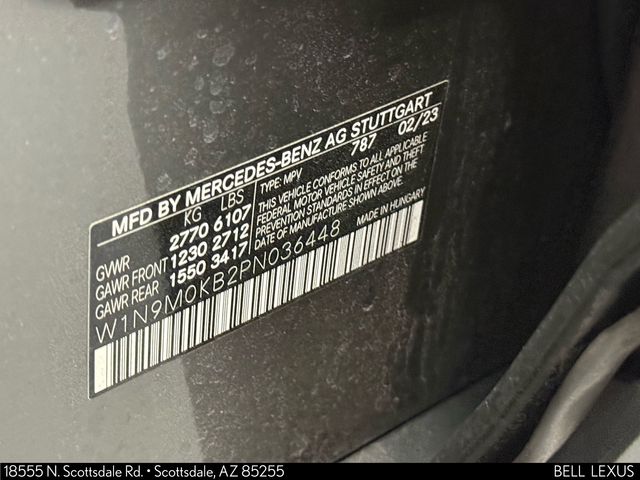 MFD BY MERCEDES-BENZ AG STUTTGART
KG LBS 787 02/23
GVWR 2770 6107 TYPE: MPV
GAWR FRONT 1230 2712 THIS VEHICLE CONFORMS TO ALL APPLICABLE
GAWR REAR 1550 3417 FEDERAL MOTOR VEHICLE SAFETY AND THEFT
PREVENTION STANDARDS IN EFFECT ON THE
DATE OF MANUFACTURE SHOWN ABOVE.
W1N9M0KB2PN036448 MADE IN HUNGARY
18555 N. Scottsdale Rd. • Scottsdale, AZ 85255 BELL LEXUS